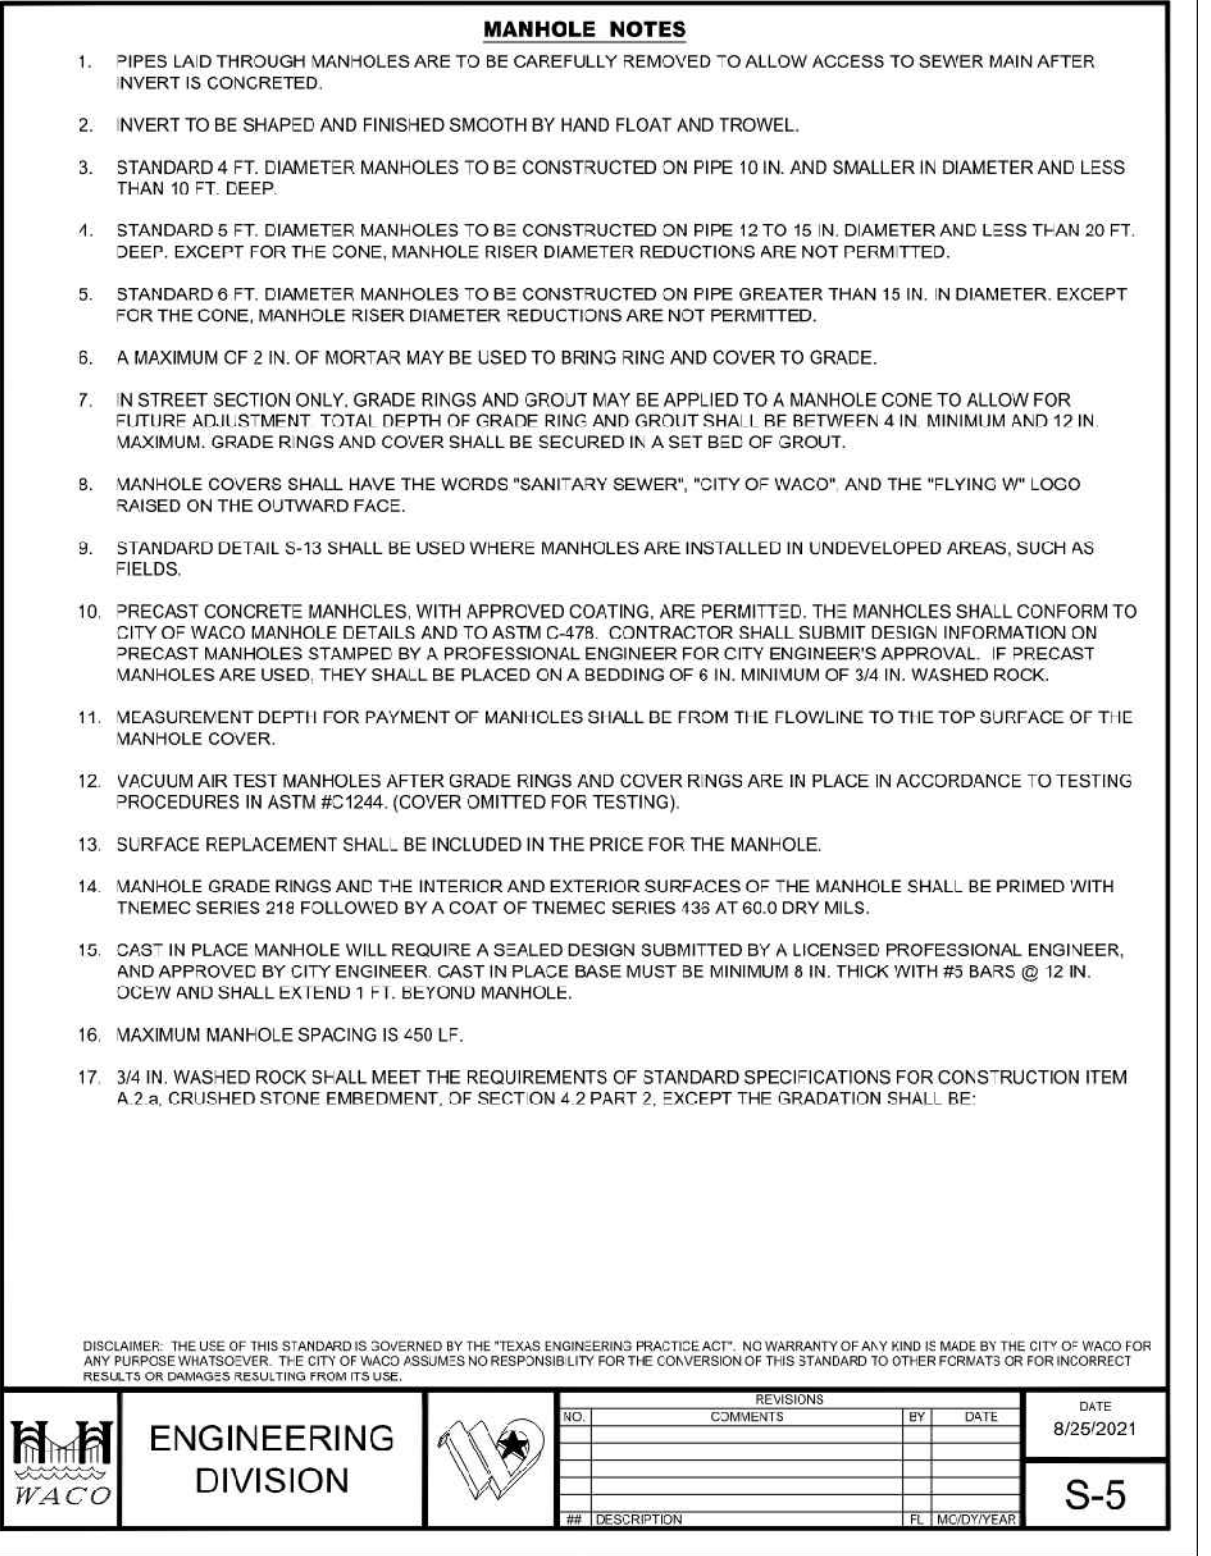 MANHOLE NOTES
1. PIPES LAID THROUGH MANHOLES ARE TO BE CAREFULLY REMOVED TO ALLOW ACCESS TO SEWER MAIN AFTER
INVERT IS CONCRETED.
2. INVERT TO BE SHAPED AND FINISHED SMOOTH BY HAND FLOAT AND TROWEL.
3. STANDARD 4 FT. DIAMETER MANHOLES TO BE CONSTRUCTED ON PIPE 10 IN. AND SMALLER IN DIAMETER AND LESS
THAN 10 FT. DEEP.
4. STANDARD 5 FT. DIAMETER MANHOLES TO BE CONSTRUCTED ON PIPE 12 TO 15 IN. DIAMETER AND LESS THAN 20 FT.
DEEP. EXCEPT FOR THE CONE, MANHOLE RISER DIAMETER REDUCTIONS ARE NOT PERMITTED.
5. STANDARD 6 FT. DIAMETER MANHOLES TO BE CONSTRUCTED ON PIPE GREATER THAN 15 IN. IN DIAMETER. EXCEPT
FOR THE CONE, MANHOLE RISER DIAMETER REDUCTIONS ARE NOT PERMITTED.
6. A MAXIMUM OF 2 IN. OF MORTAR MAY BE USED TO BRING RING AND COVER TO GRADE.
7. IN STREET SECTION ONLY, GRADE RINGS AND GROUT MAY BE APPLIED TO A MANHOLE CONE TO ALLOW FOR
FUTURE ADJUSTMENT. TOTAL DEPTH OF GRADE RING AND GROUT SHALL BE BETWEEN 4 IN. MINIMUM AND 12 IN.
MAXIMUM. GRADE RINGS AND COVER SHALL BE SECURED IN A SET BED OF GROUT.
8. MANHOLE COVERS SHALL HAVE THE WORDS "SANITARY SEWER", "CITY OF WACO", AND THE "FLYING W" LOGO
RAISED ON THE OUTWARD FACE.
9. STANDARD DETAIL S-13 SHALL BE USED WHERE MANHOLES ARE INSTALLED IN UNDEVELOPED AREAS, SUCH AS
FIELDS.
10. PRECAST CONCRETE MANHOLES, WITH APPROVED COATING, ARE PERMITTED. THE MANHOLES SHALL CONFORM TO
CITY OF WACO MANHOLE DETAILS AND TO ASTM C-478. CONTRACTOR SHALL SUBMIT DESIGN INFORMATION ON
PRECAST MANHOLES STAMPED BY A PROFESSIONAL ENGINEER FOR CITY ENGINEER'S APPROVAL. IF PRECAST
MANHOLES ARE USED, THEY SHALL BE PLACED ON A BEDDING OF 6 IN. MINIMUM OF 3/4 IN. WASHED ROCK.
11. MEASUREMENT DEPTH FOR PAYMENT OF MANHOLES SHALL BE FROM THE FLOWLINE TO THE TOP SURFACE OF THE
MANHOLE COVER.
12. VACUUM AIR TEST MANHOLES AFTER GRADE RINGS AND COVER RINGS ARE IN PLACE IN ACCORDANCE TO TESTING
PROCEDURES IN ASTM #C1244. (COVER OMITTED FOR TESTING).
13. SURFACE REPLACEMENT SHALL BE INCLUDED IN THE PRICE FOR THE MANHOLE.
14. MANHOLE GRADE RINGS AND THE INTERIOR AND EXTERIOR SURFACES OF THE MANHOLE SHALL BE PRIMED WITH
TNEMEC SERIES 218 FOLLOWED BY A COAT OF TNEMEC SERIES 436 AT 60.0 DRY MILS.
15. CAST IN PLACE MANHOLE WILL REQUIRE A SEALED DESIGN SUBMITTED BY A LICENSED PROFESSIONAL ENGINEER,
AND APPROVED BY CITY ENGINEER. CAST IN PLACE BASE MUST BE MINIMUM 8 IN. THICK WITH #5 BARS @ 12 IN.
OCEW AND SHALL EXTEND 1 FT. BEYOND MANHOLE.
16. MAXIMUM MANHOLE SPACING IS 450 LF.
17. 3/4 IN. WASHED ROCK SHALL MEET THE REQUIREMENTS OF STANDARD SPECIFICATIONS FOR CONSTRUCTION ITEM
A.2.a, CRUSHED STONE EMBEDMENT, OF SECTION 4.2 PART 2, EXCEPT THE GRADATION SHALL BE:
DISCLAIMER: THE USE OF THIS STANDARD IS GOVERNED BY THE "TEXAS ENGINEERING PRACTICE ACT". NO WARRANTY OF ANY KIND IS MADE BY THE CITY OF WACO FOR
ANY PURPOSE WHATSOEVER. THE CITY OF WACO ASSUMES NO RESPONSIBILITY FOR THE CONVERSION OF THIS STANDARD TO OTHER FORMATS OR FOR INCORRECT
RESULTS OR DAMAGES RESULTING FROM ITS USE.
WACO
ENGINEERING
DIVISION
W
REVISIONS
NO. COMMENTS BY DATE
## DESCRIPTION FL MO/DY/YEAR
DATE
8/25/2021
S-5